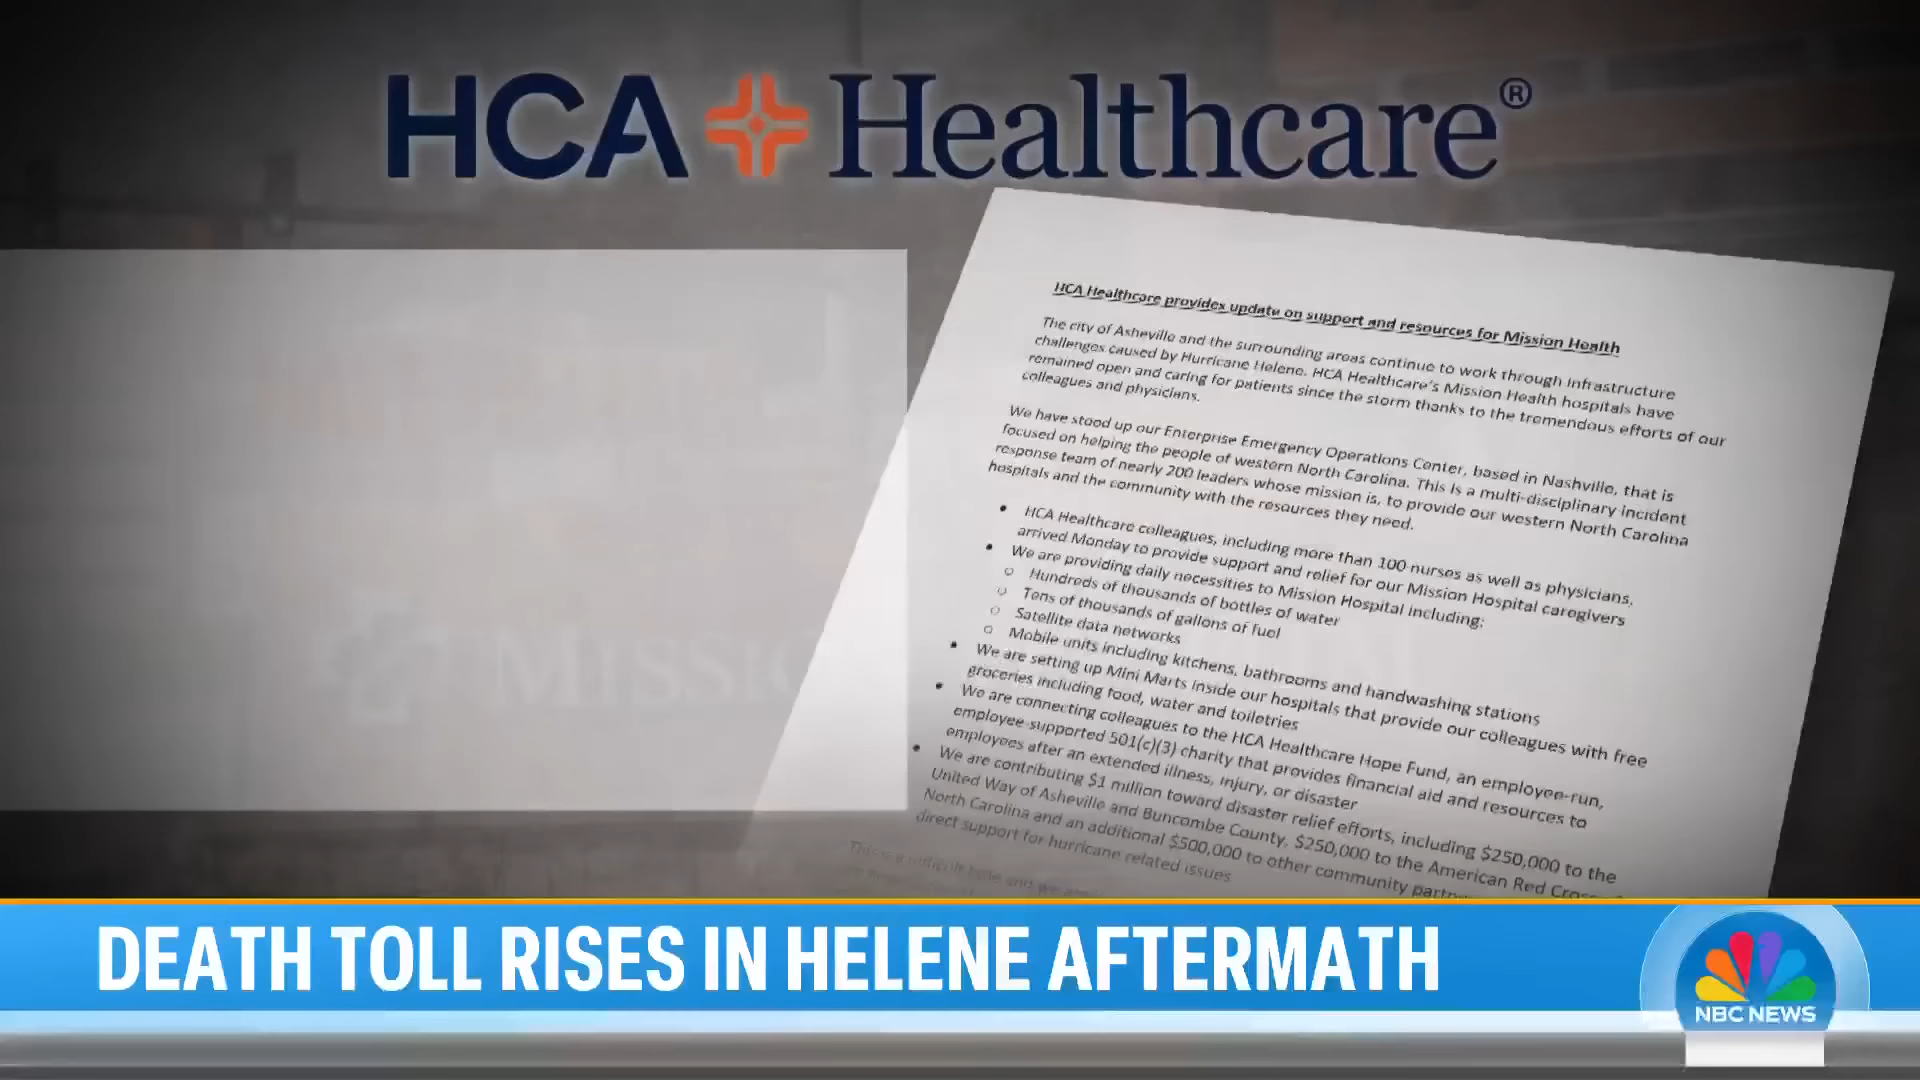 HCA Healthcare®
HCA Healthcare provides update on support and resources for Mission Health
The city of Asheville and the surrounding areas continue to work through infrastructure
challenges caused by Hurricane Helene. HCA Healthcare's Mission Health hospitals have
remained open and caring for patients since the storm thanks to the tremendous efforts of our
colleagues and physicians.
We have stood up our Enterprise Emergency Operations Center, based in Nashville, that is
focused on helping the people of western North Carolina. This is a multi-disciplinary incident
response team of nearly 200 leaders whose mission is, to provide our western North Carolina
hospitals and the community with the resources they need.
• HCA Healthcare colleagues, including more than 100 nurses as well as physicians,
arrived Monday to provide support and relief for our Mission Hospital caregivers
• We are providing daily necessities to Mission Hospital including:
○ Hundreds of thousands of bottles of water
○ Tens of thousands of gallons of fuel
○ Satellite data networks
○ Mobile units including kitchens, bathrooms and handwashing stations
• We are setting up Mini Marts inside our hospitals that provide our colleagues with free
groceries including food, water and toiletries
• We are connecting colleagues to the HCA Healthcare Hope Fund, an employee-run,
employee-supported 501(c)(3) charity that provides financial aid and resources to
employees after an extended illness, injury, or disaster
• We are contributing $1 million toward disaster relief efforts, including $250,000 to the
United Way of Asheville and Buncombe County, $250,000 to the American Red Cross
North Carolina and an additional $500,000 to other community
direct support for hurricane related issues
This is a
MISSIO
DEATH TOLL RISES IN HELENE AFTERMATH
NBC NEWS